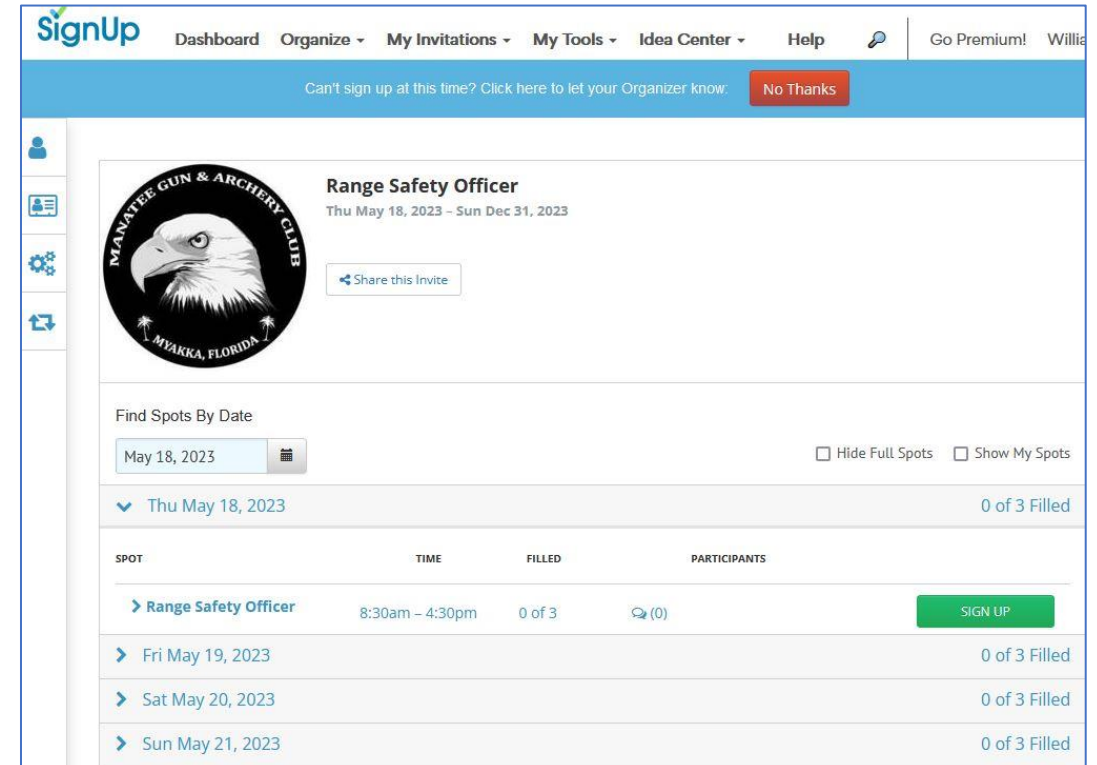 SignUp Dashboard Organize My Invitations My Tools Idea Center Help Go Premium! Willia
Can't sign up at this time? Click here to let your Organizer know: No Thanks
MANATEE GUN & ARCHERY CLUB
MYAKKA, FLORIDA
Range Safety Officer
Thu May 18, 2023 – Sun Dec 31, 2023
Share this Invite
Find Spots By Date
May 18, 2023
Hide Full Spots Show My Spots
Thu May 18, 2023 0 of 3 Filled
SPOT TIME FILLED PARTICIPANTS
Range Safety Officer 8:30am – 4:30pm 0 of 3 (0) SIGN UP
Fri May 19, 2023 0 of 3 Filled
Sat May 20, 2023 0 of 3 Filled
Sun May 21, 2023 0 of 3 Filled